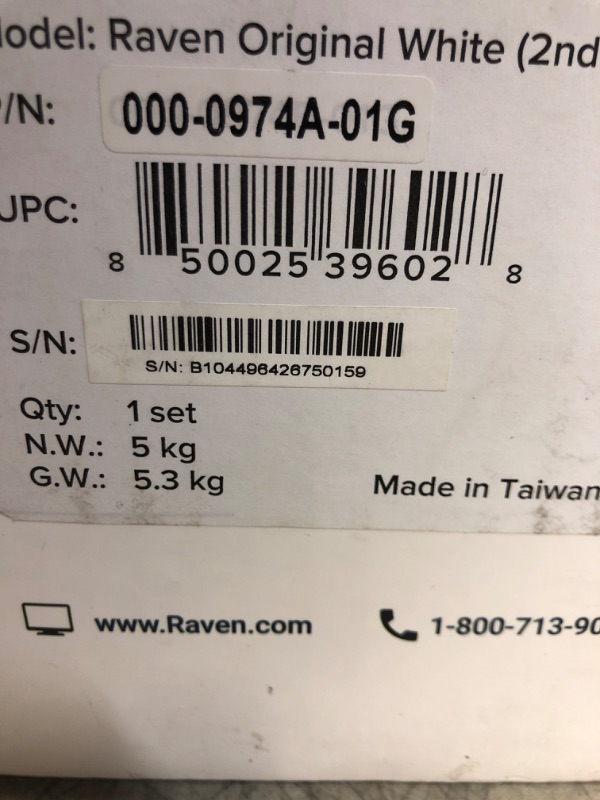 odel: Raven Original White (2nd
/N: 000-0974A-01G
UPC: 8 50025 39602 8
S/N: S/N: B104496426750159
Qty: 1 set
N.W.: 5 kg
G.W.: 5.3 kg
Made in Taiwan
www.Raven.com 1-800-713-90